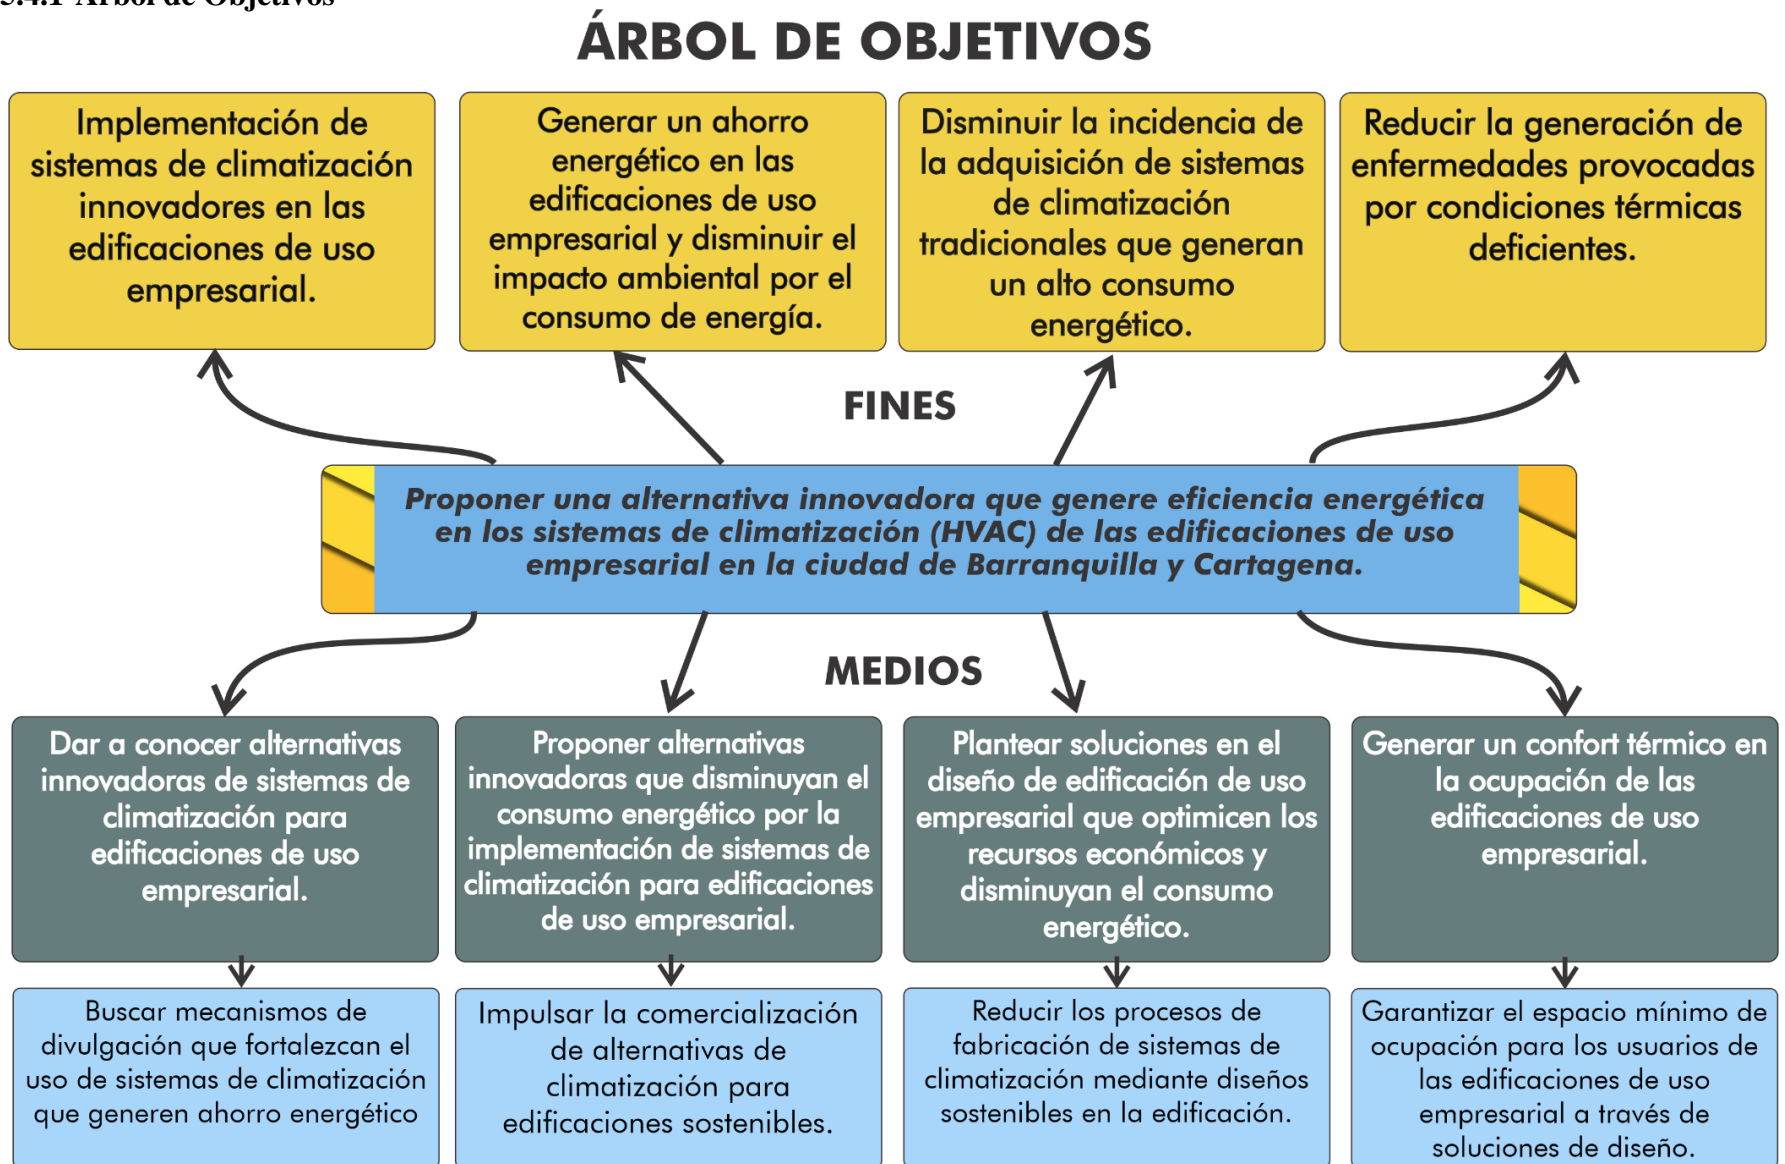 5.4.1 Árbol de Objetivos
ÁRBOL DE OBJETIVOS
Implementación de
sistemas de climatización
innovadores en las
edificaciones de uso
empresarial.
Generar un ahorro
energético en las
edificaciones de uso
empresarial y disminuir el
impacto ambiental por el
consumo de energía.
Disminuir la incidencia de
la adquisición de sistemas
de climatización
tradicionales que generan
un alto consumo
energético.
Reducir la generación de
enfermedades provocadas
por condiciones térmicas
deficientes.
FINES
Proponer una alternativa innovadora que genere eficiencia energética
en los sistemas de climatización (HVAC) de las edificaciones de uso
empresarial en la ciudad de Barranquilla y Cartagena.
MEDIOS
Dar a conocer alternativas
innovadoras de sistemas de
climatización para
edificaciones de uso
empresarial.
Proponer alternativas
innovadoras que disminuyan el
consumo energético por la
implementación de sistemas de
climatización para edificaciones
de uso empresarial.
Plantear soluciones en el
diseño de edificación de uso
empresarial que optimicen los
recursos económicos y
disminuyan el consumo
energético.
Generar un confort térmico en
la ocupación de las
edificaciones de uso
empresarial.
Buscar mecanismos de
divulgación que fortalezcan el
uso de sistemas de climatización
que generen ahorro energético
Impulsar la comercialización
de alternativas de
climatización para
edificaciones sostenibles.
Reducir los procesos de
fabricación de sistemas de
climatización mediante diseños
sostenibles en la edificación.
Garantizar el espacio mínimo de
ocupación para los usuarios de
las edificaciones de uso
empresarial a través de
soluciones de diseño.